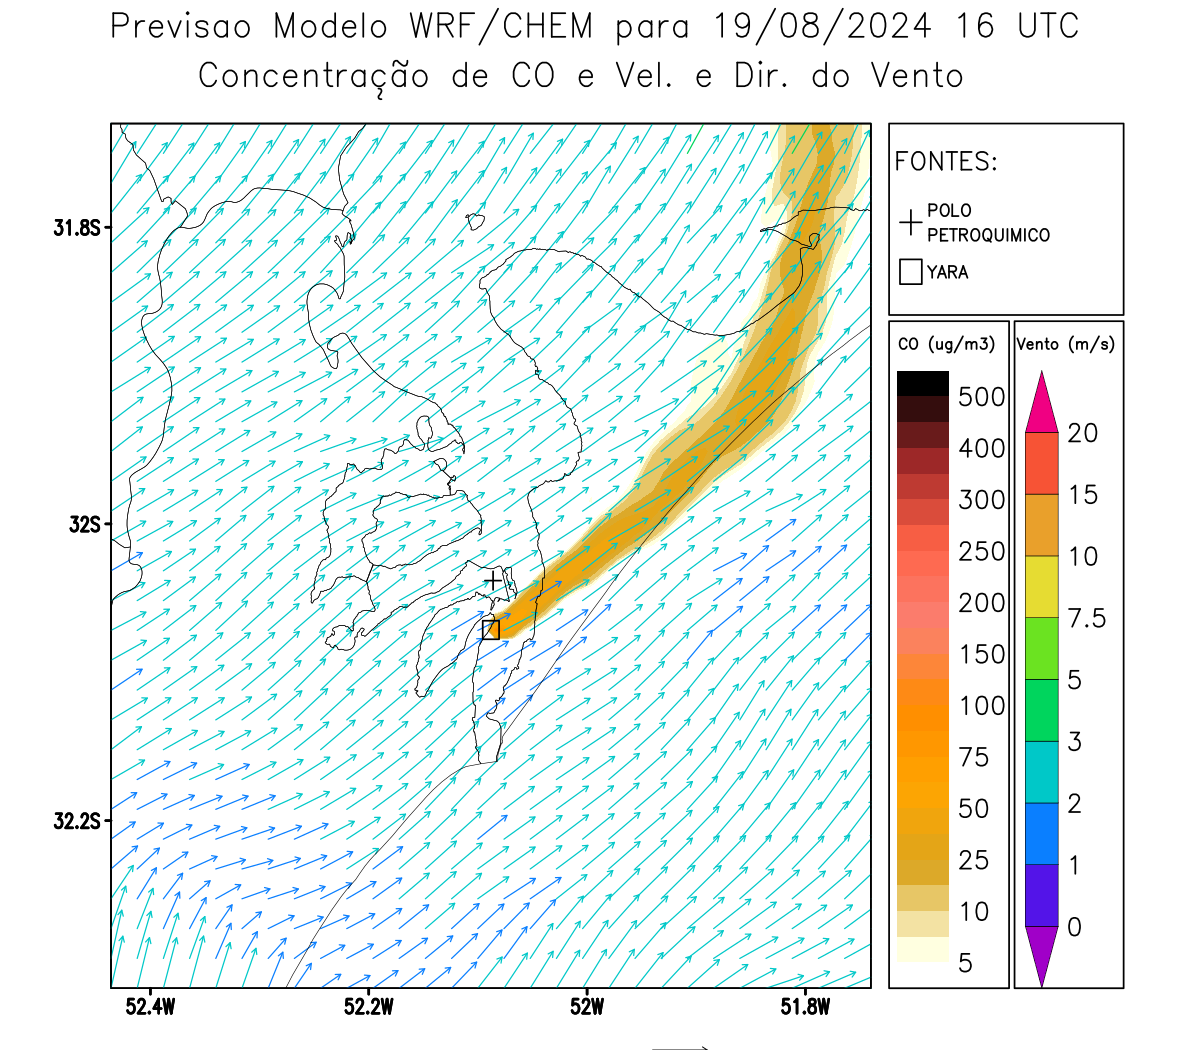 Previsao Modelo WRF/CHEM para 19/08/2024 16 UTC
Concentração de CO e Vel. e Dir. do Vento
FONTES:
POLO
PETROQUIMICO
YARA
31.8S
32S
32.2S
52.4W
52.2W
52W
51.8W
CO (ug/m3)
500
400
300
250
200
150
100
75
50
25
10
5
Vento (m/s)
20
15
10
7.5
5
3
2
1
0